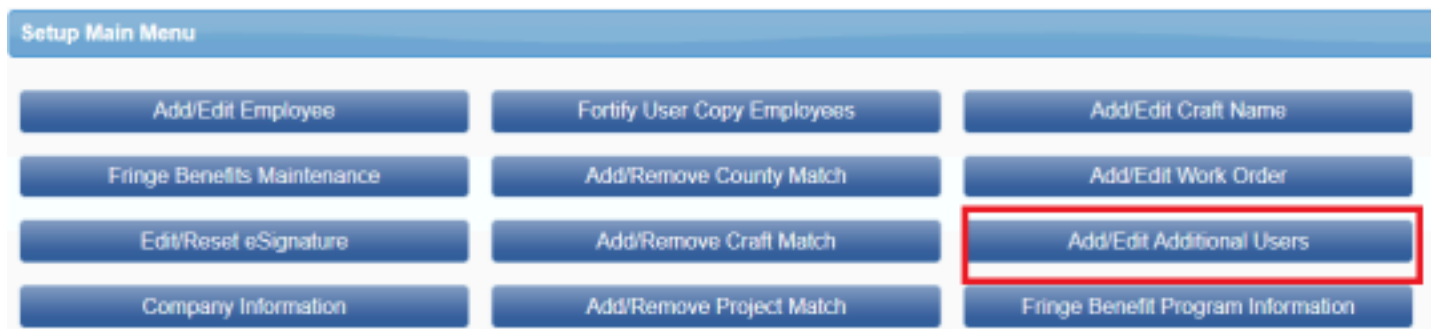 Setup Main Menu
Add/Edit Employee Fortify User Copy Employees Add/Edit Craft Name
Fringe Benefits Maintenance Add/Remove County Match Add/Edit Work Order
Edit/Reset eSignature Add/Remove Craft Match Add/Edit Additional Users
Company Information Add/Remove Project Match Fringe Benefit Program Information